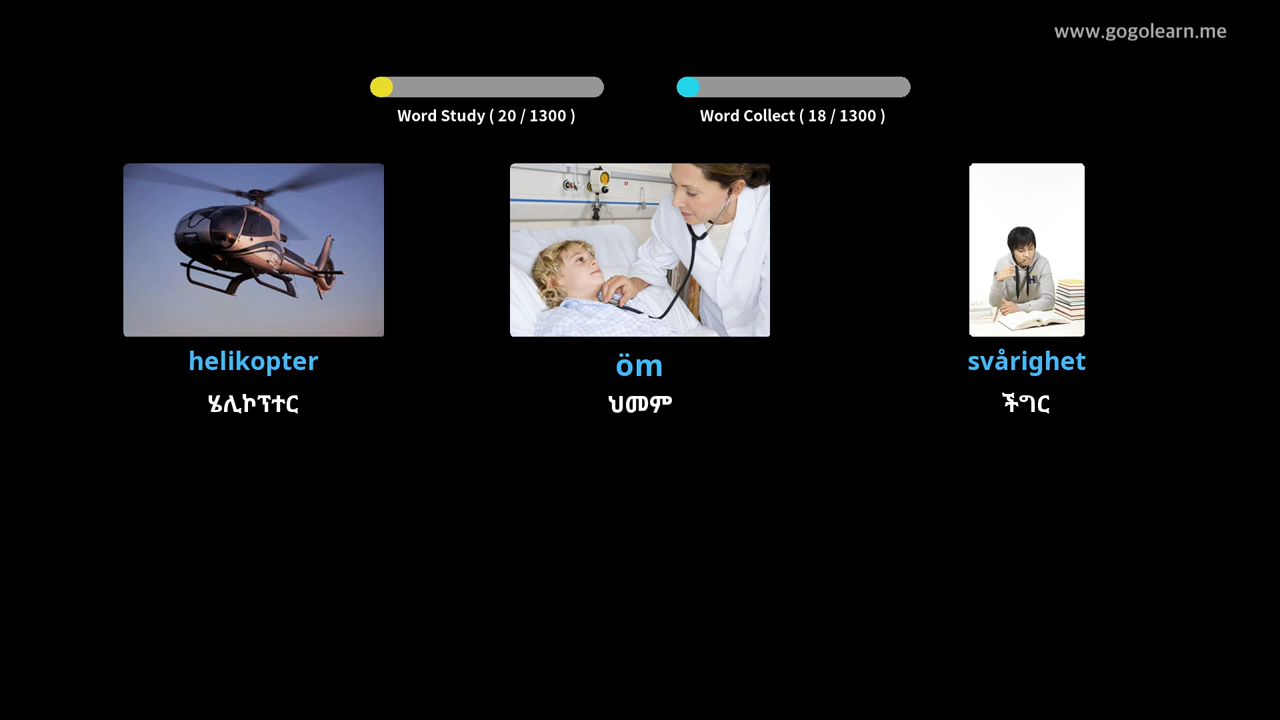 www.gogolearn.me
Word Study ( 20 / 1300 )
Word Collect ( 18 / 1300 )
helikopter
öm
svårighet
ሄሊኮፕተር
ህመም
ችግር